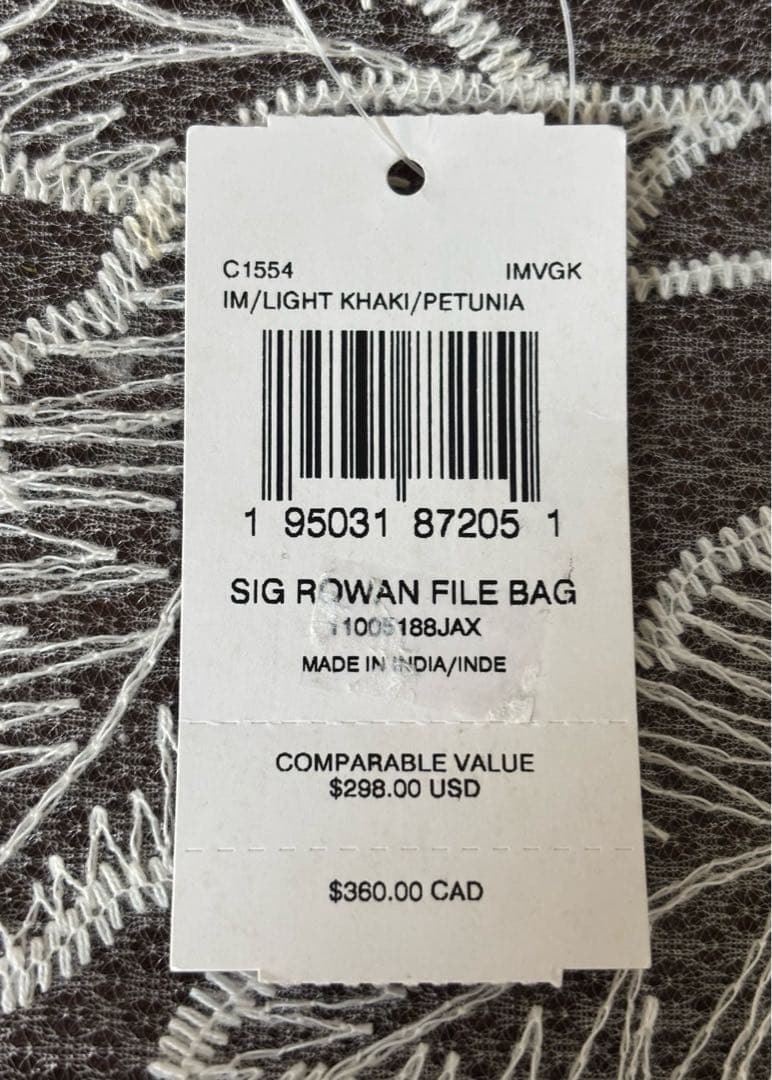 C1554 IMVGK
IM/LIGHT KHAKI/PETUNIA
1 95031 87205 1
SIG ROWAN FILE BAG
11005188JAX
MADE IN INDIA/INDE
COMPARABLE VALUE
$298.00 USD
$360.00 CAD